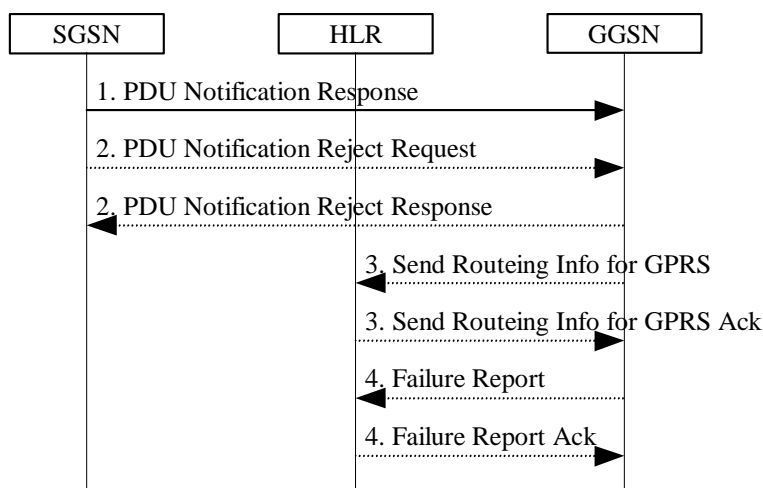 SGSN HLR GGSN
1. PDU Notification Response
2. PDU Notification Reject Request
2. PDU Notification Reject Response
3. Send Routeing Info for GPRS
3. Send Routeing Info for GPRS Ack
4. Failure Report
4. Failure Report Ack